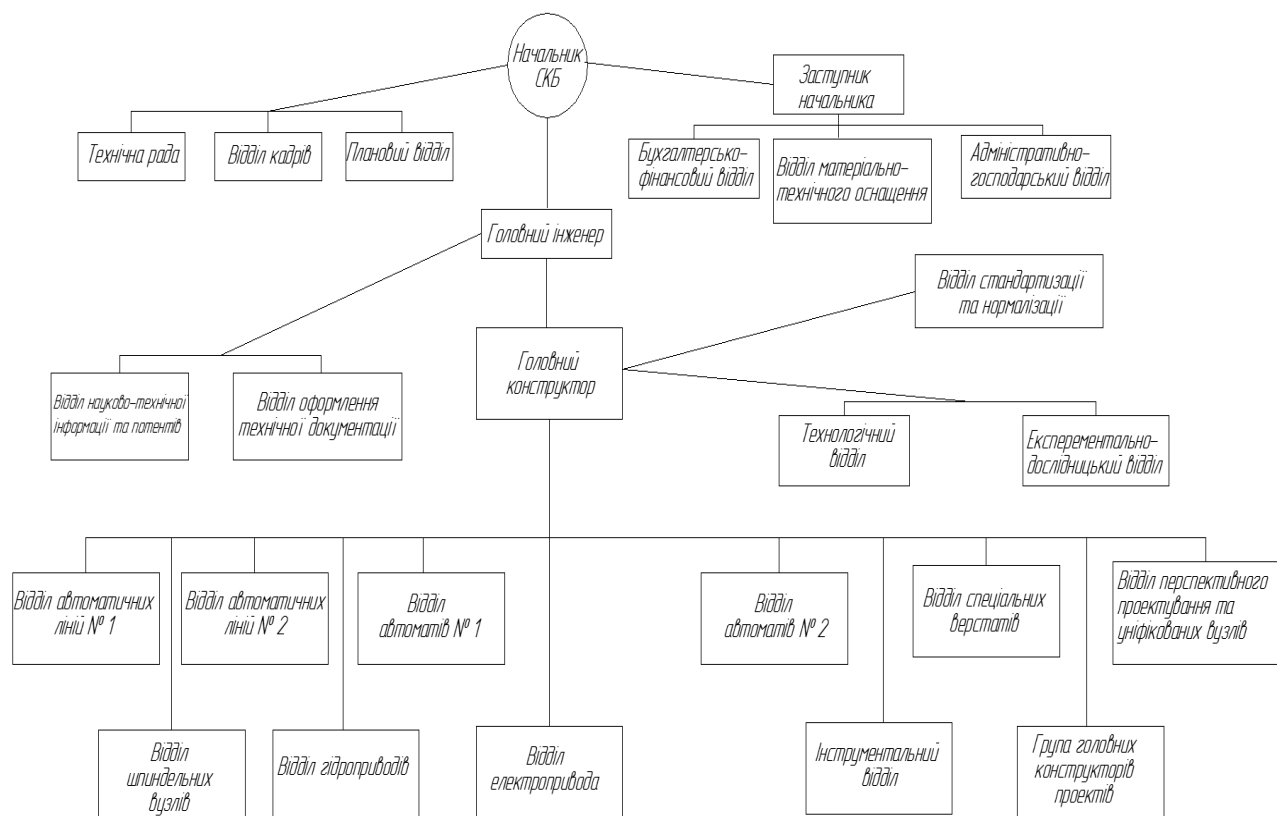 Начальник
СКБ
Заступник
начальника
Технічна рада
Відділ кадрів
Плановий відділ
Бухгалтерсько-
фінансовий відділ
Відділ матеріально-
технічного оснащення
Адміністративно-
господарський відділ
Головний інженер
Відділ стандартизації
та нормалізації
Головний
конструктор
Відділ науково-технічної
інформації та потентів
Відділ оформлення
технічної документації
Технологічний
відділ
Експерементально-
дослідницький відділ
Відділ автоматичних
ліній № 1
Відділ автоматичних
ліній № 2
Відділ
автоматів № 1
Відділ
автоматів № 2
Відділ спеціальних
верстатів
Відділ перспективного
проектування та
уніфікованих вузлів
Відділ
шпиндельних
вузлів
Відділ гідроприводів
Відділ
електропривода
Інструментальний
відділ
Група головних
конструкторів
проектів